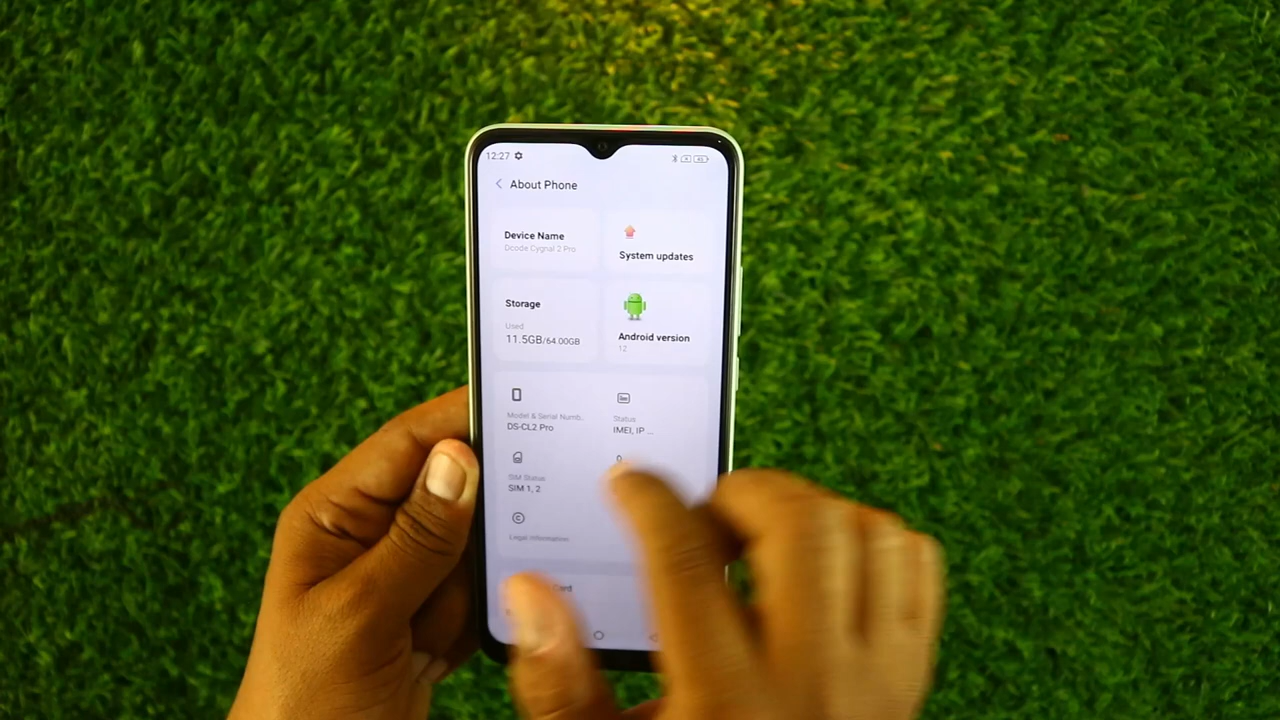 12:27
About Phone
Device Name
Dcode Cygnal 2 Pro
System updates
Storage
Used
11.5GB/64.00GB
Android version
12
Model & Serial Numb..
DS-CL2 Pro
Status
IMEI, IP ...
SIM Status
SIM 1, 2
Legal Information
Card